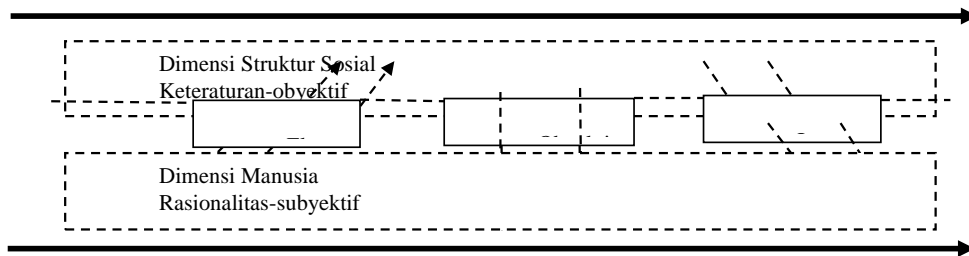 Dimensi Struktur Sosial
Keteraturan-obyektif
Dimensi Manusia
Rasionalitas-subyektif